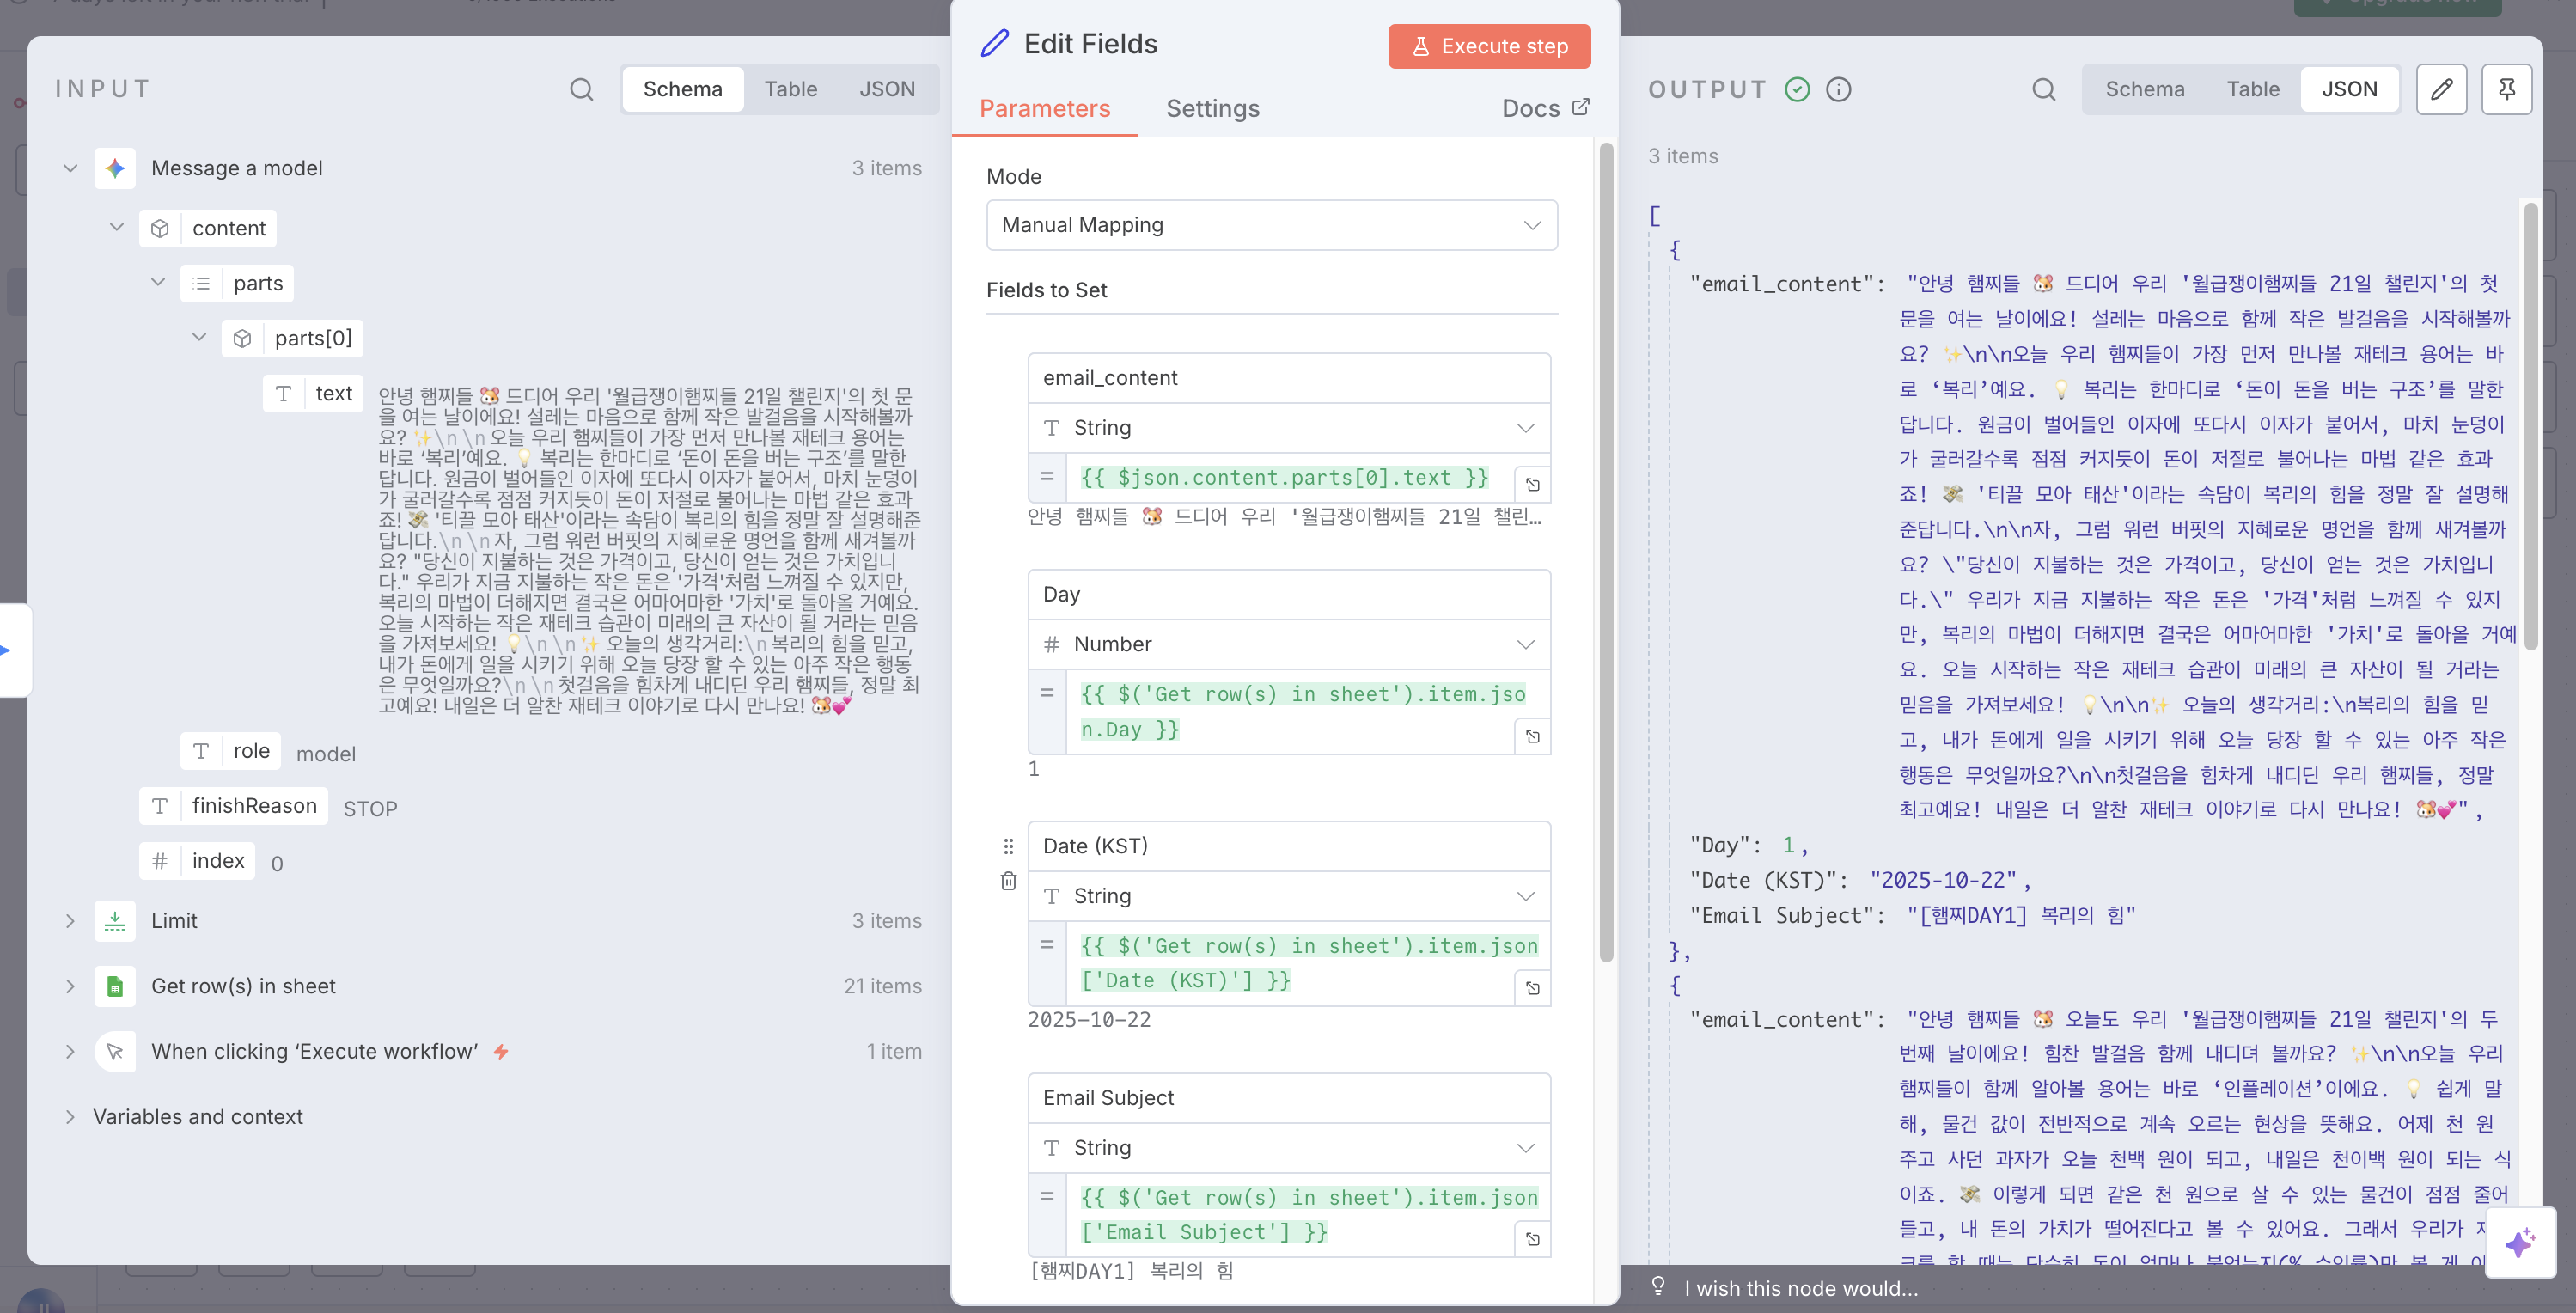 INPUT
Schema
Table
JSON
Message a model
3 items
content
parts
parts[0]
text
안녕 햄찌들 🐹 드디어 우리 '월급쟁이햄찌들 21일 챌린지'의 첫 문
을 여는 날이에요! 설레는 마음으로 함께 작은 발걸음을 시작해볼까
요? ✨\n\n오늘 우리 햄찌들이 가장 먼저 만나볼 재테크 용어는
바로 ‘복리’예요. 💡 복리는 한마디로 ‘돈이 돈을 버는 구조’를 말한
답니다. 원금이 벌어들인 이자에 또다시 이자가 붙어서, 마치 눈덩이
가 굴러갈수록 점점 커지듯이 돈이 저절로 불어나는 마법 같은 효과
죠! 💸 '티끌 모아 태산'이라는 속담이 복리의 힘을 정말 잘 설명해준
답니다.\n\n자, 그럼 워런 버핏의 지혜로운 명언을 함께 새겨볼까
요? "당신이 지불하는 것은 가격이고, 당신이 얻는 것은 가치입니
다." 우리가 지금 지불하는 작은 돈은 '가격'처럼 느껴질 수 있지만,
복리의 마법이 더해지면 결국은 어마어마한 '가치'로 돌아올 거예요.
오늘 시작하는 작은 재테크 습관이 미래의 큰 자산이 될 거라는 믿음
을 가져보세요! 💡\n\n✨ 오늘의 생각거리:\n복리의 힘을 믿고,
내가 돈에게 일을 시키기 위해 오늘 당장 할 수 있는 아주 작은 행동
은 무엇일까요?\n\n첫걸음을 힘차게 내디딘 우리 햄찌들, 정말 최
고예요! 내일은 더 알찬 재테크 이야기로 다시 만나요! 🐹💕
role
model
finishReason
STOP
index
0
Limit
3 items
Get row(s) in sheet
21 items
When clicking ‘Execute workflow’
1 item
Variables and context
Edit Fields
Execute step
Parameters
Settings
Docs
Mode
Manual Mapping
Fields to Set
email_content
String
=
{{ $json.content.parts[0].text }}
안녕 햄찌들 🐹 드디어 우리 '월급쟁이햄찌들 21일 챌린...
Day
# Number
=
{{ $('Get row(s) in sheet').item.jso
n.Day }}
1
Date (KST)
String
=
{{ $('Get row(s) in sheet').item.json
['Date (KST)'] }}
2025-10-22
Email Subject
String
=
{{ $('Get row(s) in sheet').item.json
['Email Subject'] }}
[햄찌DAY1] 복리의 힘
OUTPUT
Schema
Table
JSON
3 items
[
{
"email_content": "안녕 햄찌들 🐹 드디어 우리 '월급쟁이햄찌들 21일 챌린지'의 첫
문을 여는 날이에요! 설레는 마음으로 함께 작은 발걸음을 시작해볼까
요? ✨\n\n오늘 우리 햄찌들이 가장 먼저 만나볼 재테크 용어는 바
로 ‘복리’예요. 💡 복리는 한마디로 ‘돈이 돈을 버는 구조’를 말한
답니다. 원금이 벌어들인 이자에 또다시 이자가 붙어서, 마치 눈덩이
가 굴러갈수록 점점 커지듯이 돈이 저절로 불어나는 마법 같은 효과
죠! 💸 '티끌 모아 태산'이라는 속담이 복리의 힘을 정말 잘 설명해
준답니다.\n\n자, 그럼 워런 버핏의 지혜로운 명언을 함께 새겨볼까
요? \"당신이 지불하는 것은 가격이고, 당신이 얻는 것은 가치입니
다.\" 우리가 지금 지불하는 작은 돈은 '가격'처럼 느껴질 수 있지
만, 복리의 마법이 더해지면 결국은 어마어마한 '가치'로 돌아올 거예
요. 오늘 시작하는 작은 재테크 습관이 미래의 큰 자산이 될 거라는
믿음을 가져보세요! 💡\n\n✨ 오늘의 생각거리:\n복리의 힘을 믿
고, 내가 돈에게 일을 시키기 위해 오늘 당장 할 수 있는 아주 작은
행동은 무엇일까요?\n\n첫걸음을 힘차게 내디딘 우리 햄찌들, 정말
최고예요! 내일은 더 알찬 재테크 이야기로 다시 만나요! 🐹💕",
"Day": 1,
"Date (KST)": "2025-10-22",
"Email Subject": "[햄찌DAY1] 복리의 힘"
},
{
"email_content": "안녕 햄찌들 🐹 오늘도 우리 '월급쟁이햄찌들 21일 챌린지'의 두
번째 날이에요! 힘찬 발걸음 함께 내디뎌 볼까요? ✨\n\n오늘 우리
햄찌들이 함께 알아볼 용어는 바로 ‘인플레이션’이에요. 💡 쉽게 말
해, 물건 값이 전반적으로 계속 오르는 현상을 뜻해요. 어제 천 원
주고 사던 과자가 오늘 천백 원이 되고, 내일은 천이백 원이 되는 식
이죠. 💸 이렇게 되면 같은 천 원으로 살 수 있는 물건이 점점 줄어
들고, 내 돈의 가치가 떨어진다고 볼 수 있어요. 그래서 우리가
I wish this node would...